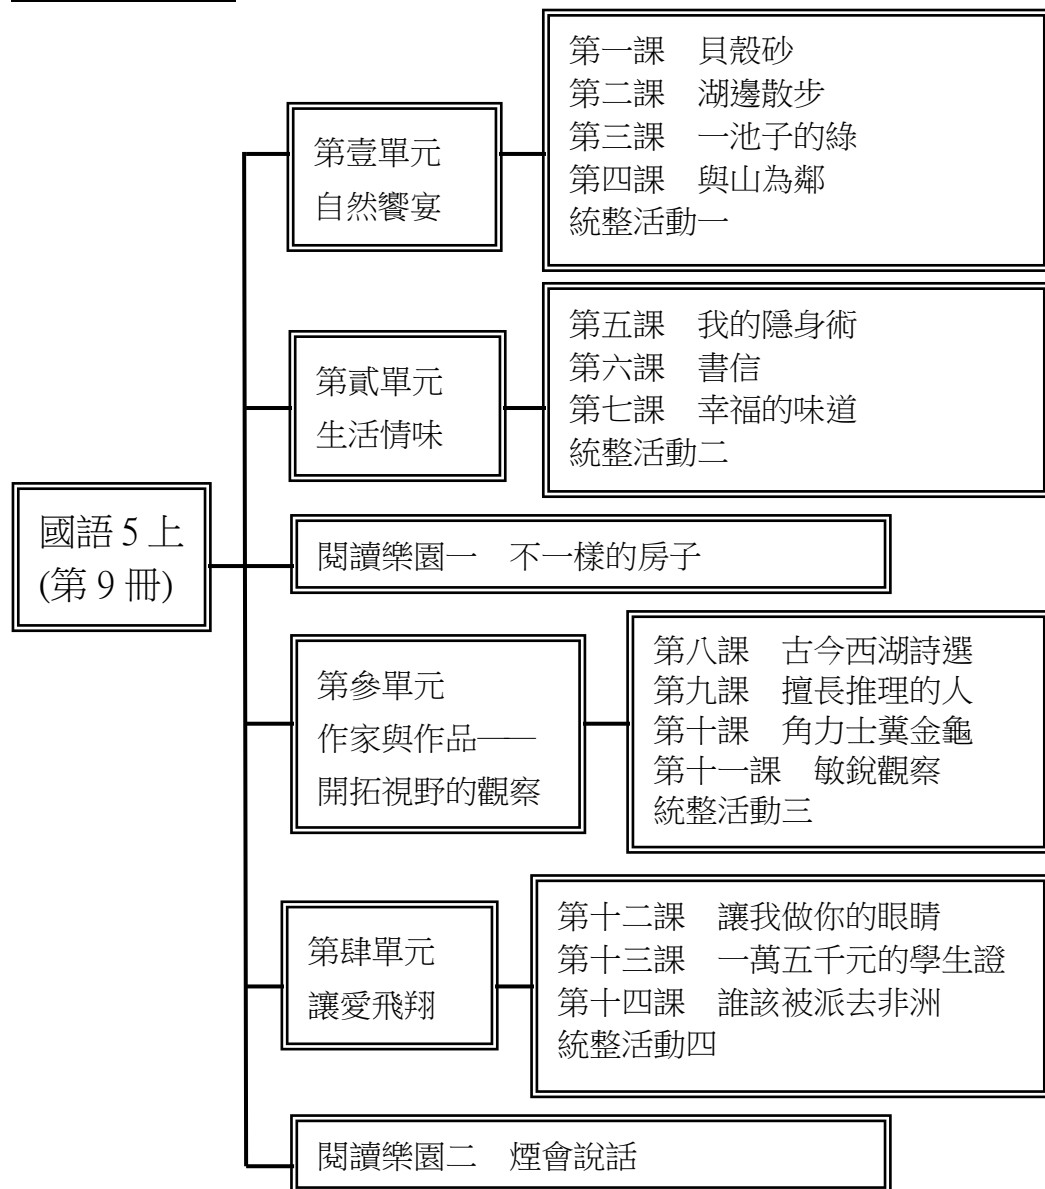 第一課　貝殼砂
第二課　湖邊散步
第三課　一池子的綠
第四課　與山為鄰
統整活動一
第壹單元
自然饗宴
第五課　我的隱身術
第六課　書信
第七課　幸福的味道
統整活動二
第貳單元
生活情味
國語 5 上
(第 9 冊)
閱讀樂園一　不一樣的房子
第八課　古今西湖詩選
第九課　擅長推理的人
第十課　角力士糞金龜
第十一課　敏銳觀察
統整活動三
第參單元
作家與作品——
開拓視野的觀察
第十二課　讓我做你的眼睛
第十三課　一萬五千元的學生證
第十四課　誰該被派去非洲
統整活動四
第肆單元
讓愛飛翔
閱讀樂園二　煙會說話